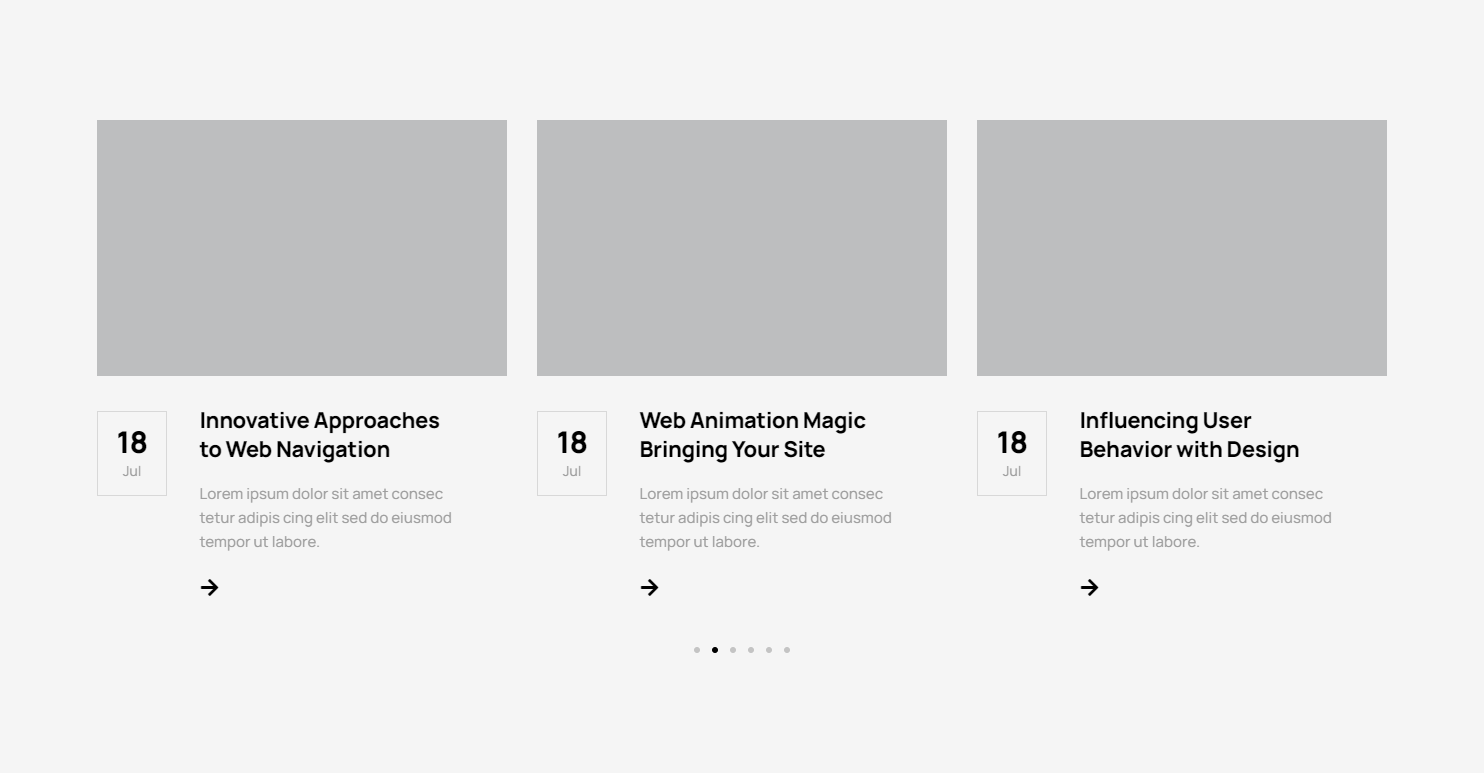 18
Jul
Innovative Approaches
to Web Navigation
Lorem ipsum dolor sit amet consec
tetur adipis cing elit sed do eiusmod
tempor ut labore.
18
Jul
Web Animation Magic
Bringing Your Site
Lorem ipsum dolor sit amet consec
tetur adipis cing elit sed do eiusmod
tempor ut labore.
18
Jul
Influencing User
Behavior with Design
Lorem ipsum dolor sit amet consec
tetur adipis cing elit sed do eiusmod
tempor ut labore.